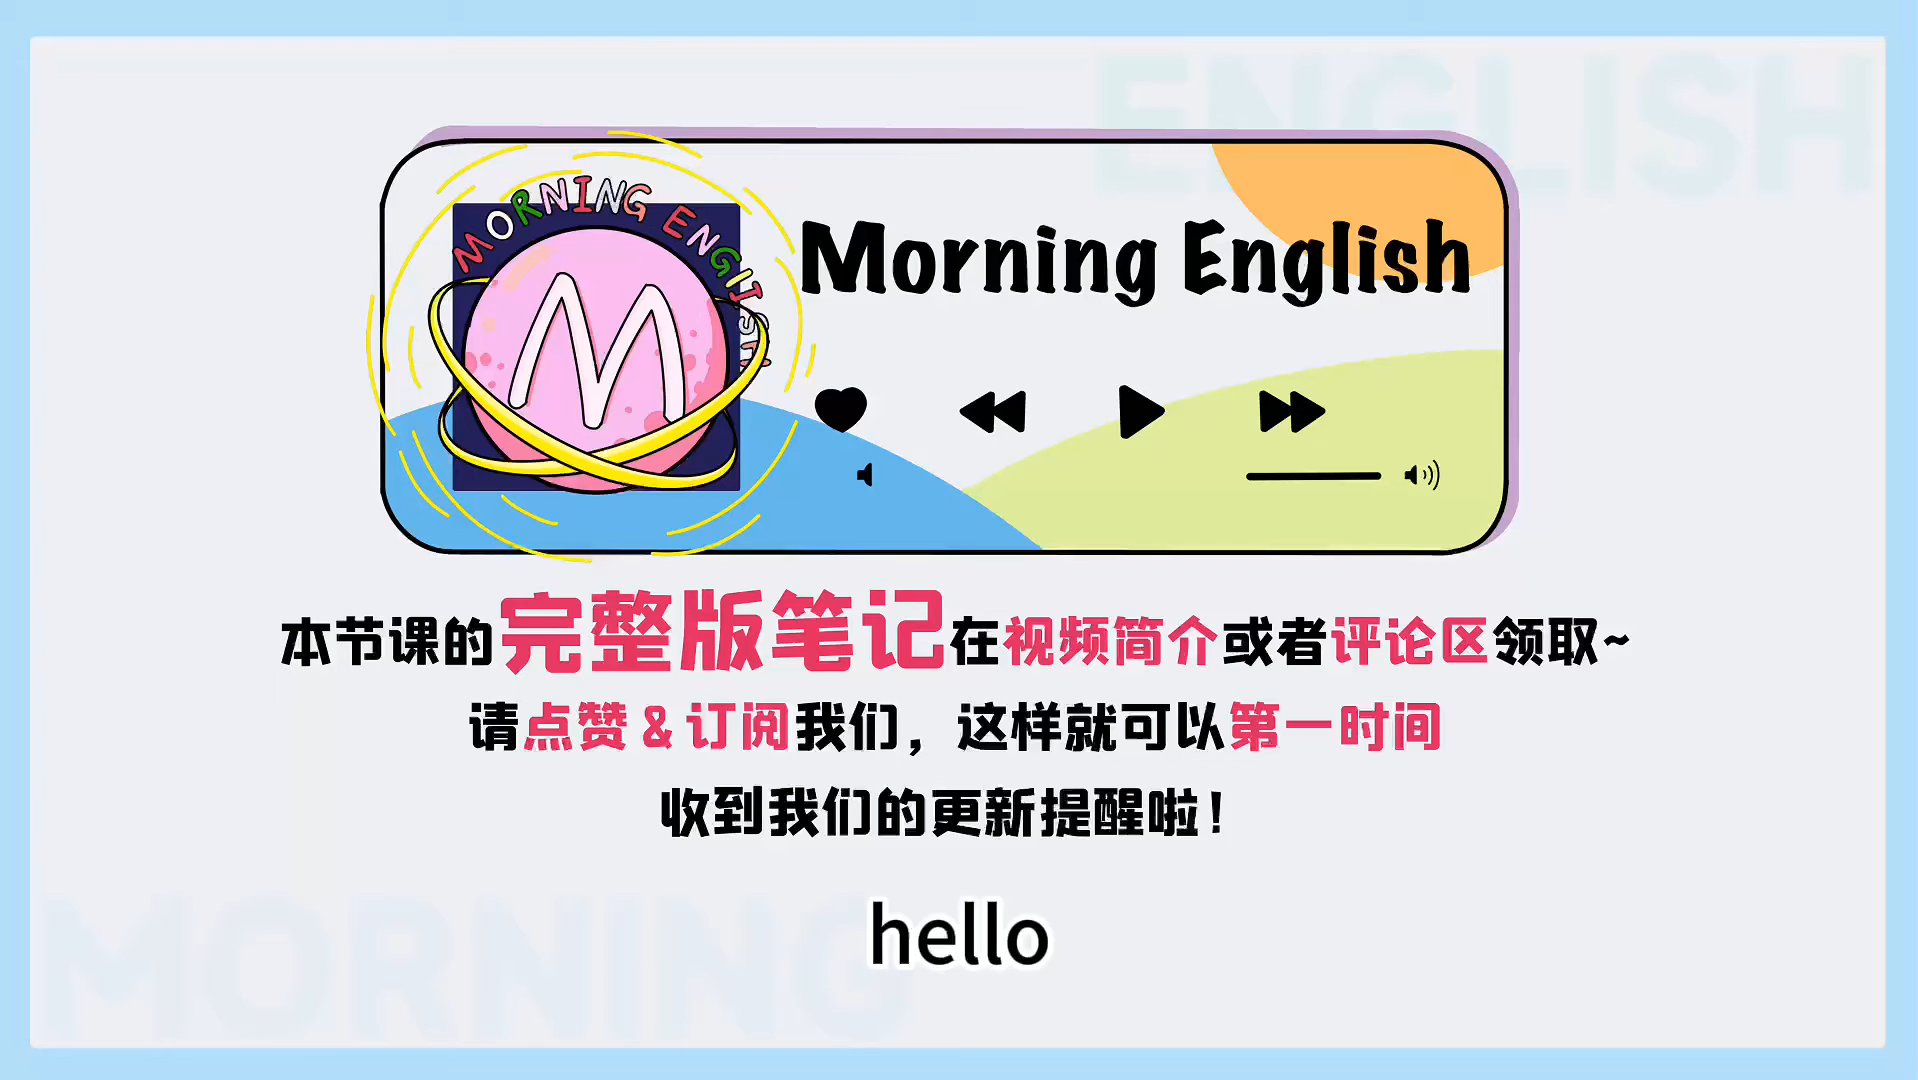 ENGLISH
MORNING ENGLISH
M
Morning English
本节课的完整版笔记在视频简介或者评论区领取~
请点赞&订阅我们，这样就可以第一时间
收到我们的更新提醒啦！
hello
MORNING